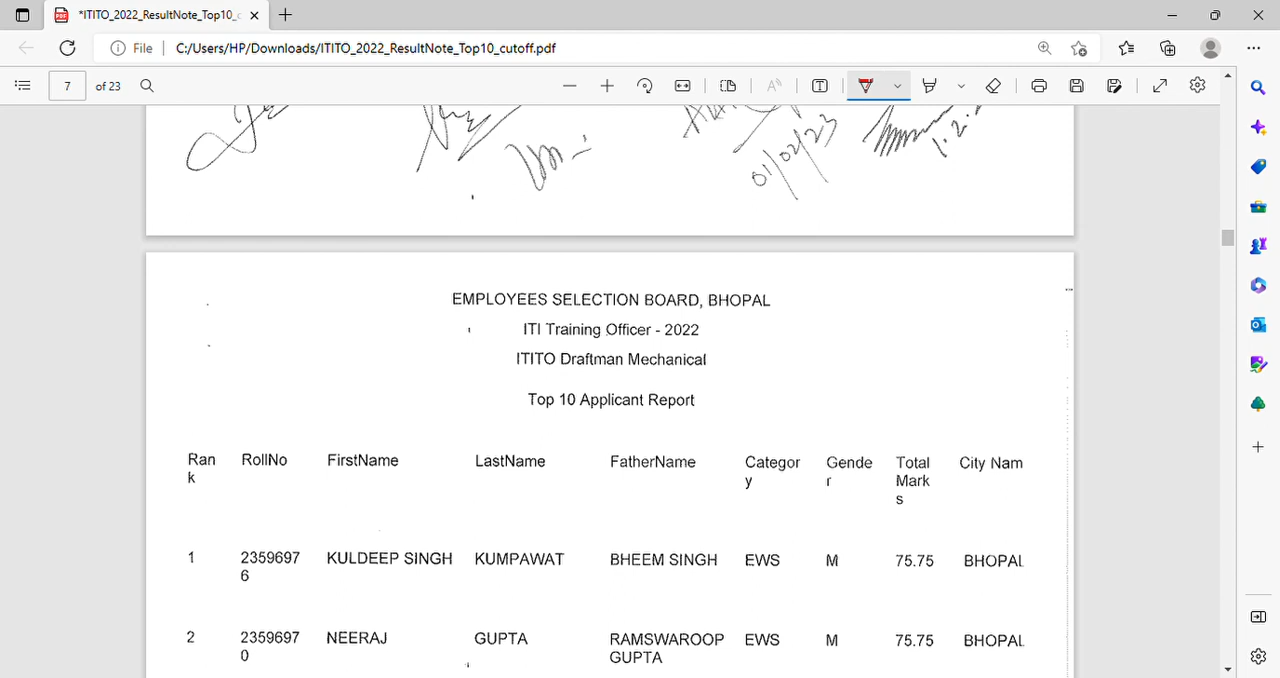 *ITITO_2022_ResultNote_Top10_c
File
C:/Users/HP/Downloads/ITITO_2022_ResultNote_Top10_cutoff.pdf
7 of 23
01/02/23
1.2.
EMPLOYEES SELECTION BOARD, BHOPAL
ITI Training Officer - 2022
ITITO Draftman Mechanical
Top 10 Applicant Report
Ran RollNo FirstName LastName FatherName Categor Gende Total City Nam
k y r Mark
s
1 2359697 KULDEEP SINGH KUMPAWAT BHEEM SINGH EWS M 75.75 BHOPAL
6
2 2359697 NEERAJ GUPTA RAMSWAROOP EWS M 75.75 BHOPAL
0 GUPTA